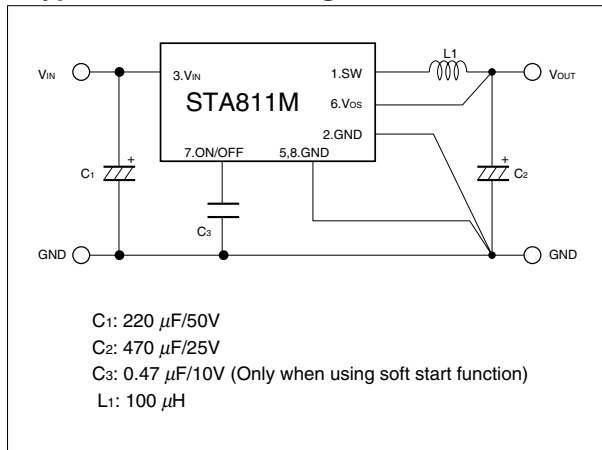 L1
VIN
3.VIN
1.SW
VOUT
STA811M
6.VOS
2.GND
7.ON/OFF
5,8.GND
+
C1
+
C2
C3
GND
GND
C1: 220 µF/50V
C2: 470 µF/25V
C3: 0.47 µF/10V (Only when using soft start function)
L1: 100 µH